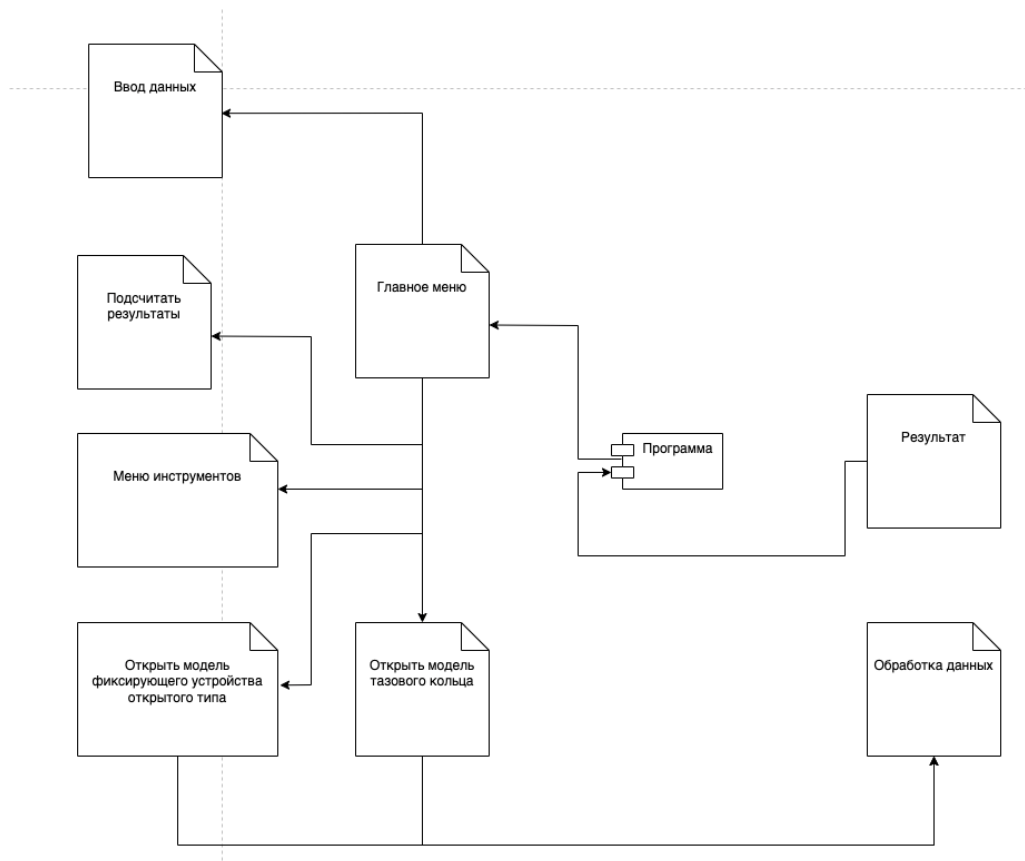 Ввод данных
Главное меню
Подсчитать
результаты
Программа
Результат
Меню инструментов
Открыть модель
фиксирующего устройства
открытого типа
Открыть модель
тазового кольца
Обработка данных